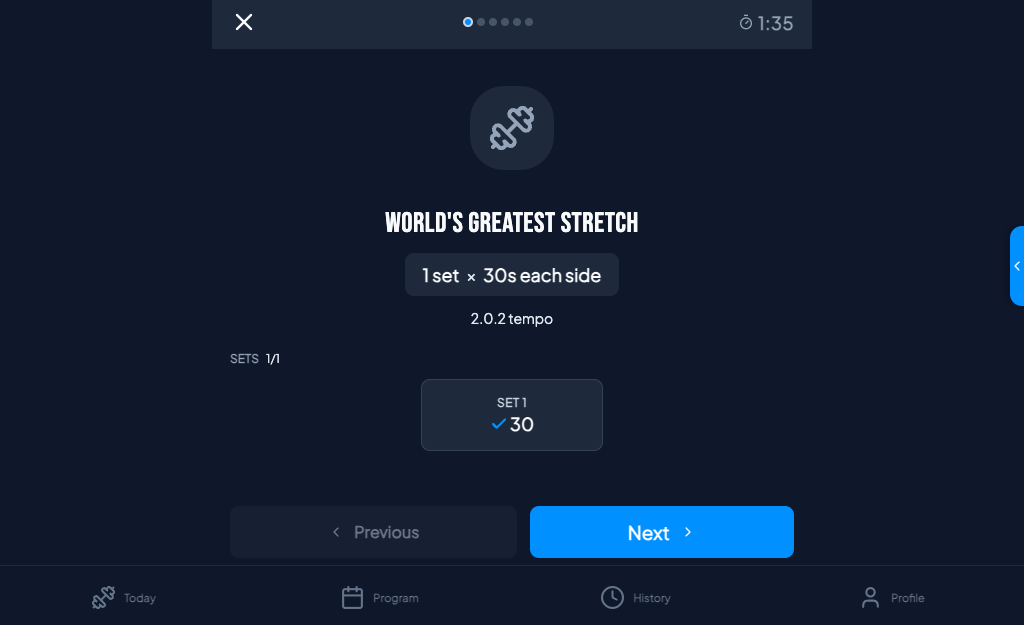 1:35
WORLD'S GREATEST STRETCH
1 set × 30s each side
2.0.2 tempo
SETS 1/1
SET 1
30
Previous
Next
Today
Program
History
Profile